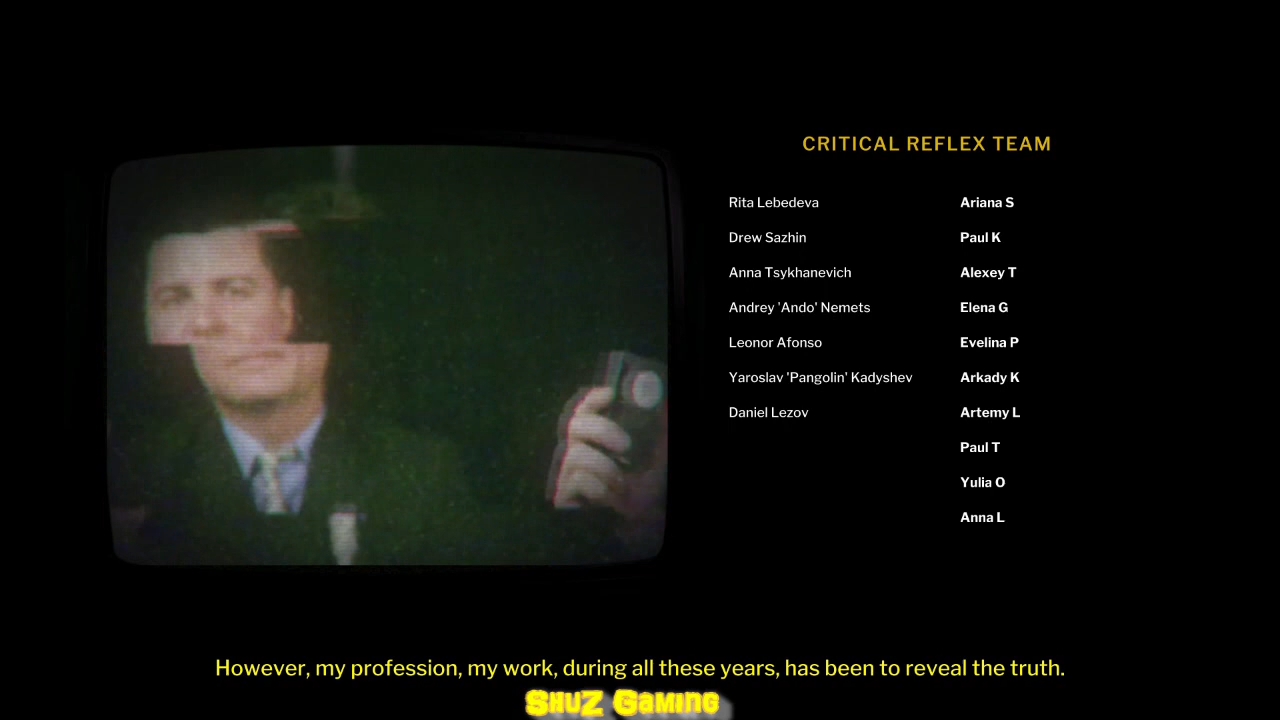 CRITICAL REFLEX TEAM
Rita Lebedeva Ariana S
Drew Sazhin Paul K
Anna Tsykhanevich Alexey T
Andrey 'Ando' Nemets Elena G
Leonor Afonso Evelina P
Yaroslav 'Pangolin' Kadyshev Arkady K
Daniel Lezov Artemy L
Paul T
Yulia O
Anna L
However, my profession, my work, during all these years, has been to reveal the truth.
ShuZ Gaming